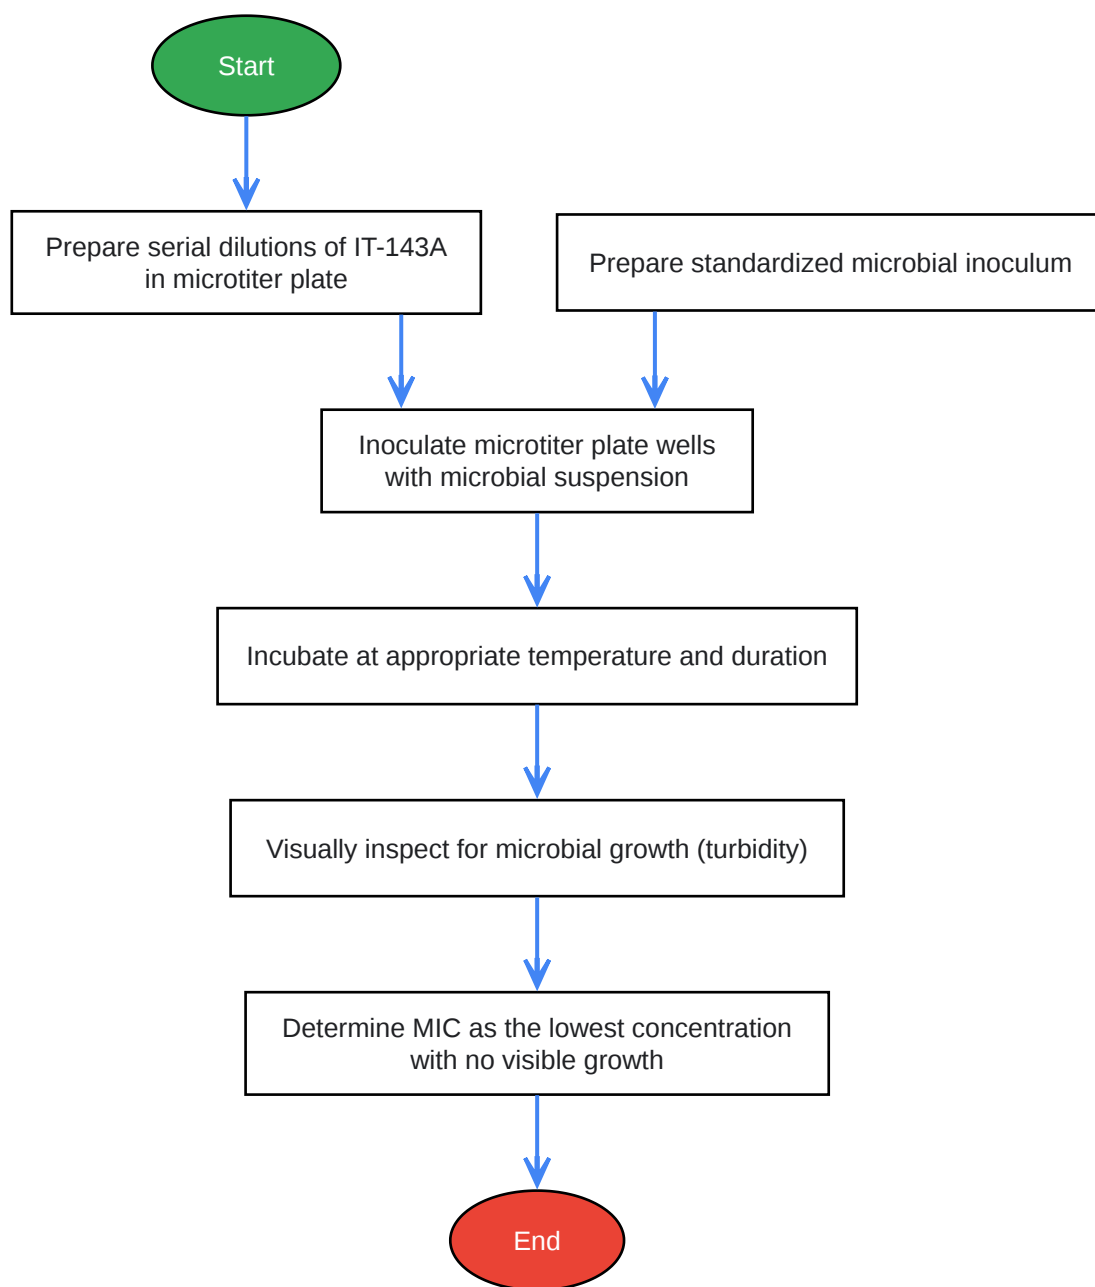 Start
Prepare serial dilutions of IT-143A
in microtiter plate
Prepare standardized microbial inoculum
Inoculate microtiter plate wells
with microbial suspension
Incubate at appropriate temperature and duration
Visually inspect for microbial growth (turbidity)
Determine MIC as the lowest concentration
with no visible growth
End